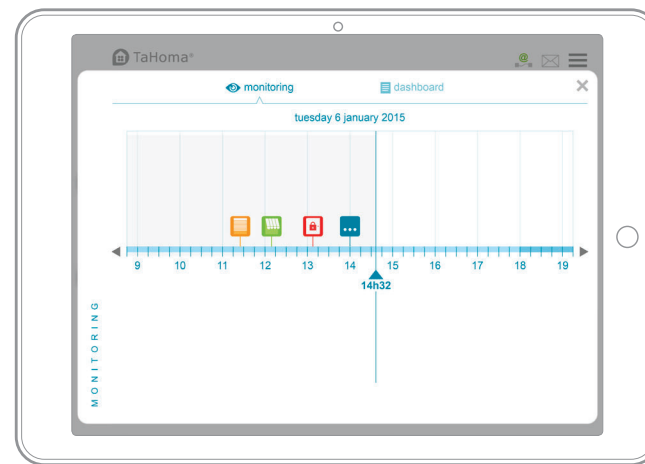 TaHoma®
@
monitoring
dashboard
tuesday 6 january 2015
9 10 11 12 13 14 15 16 17 18 19
14h32
MONITORING